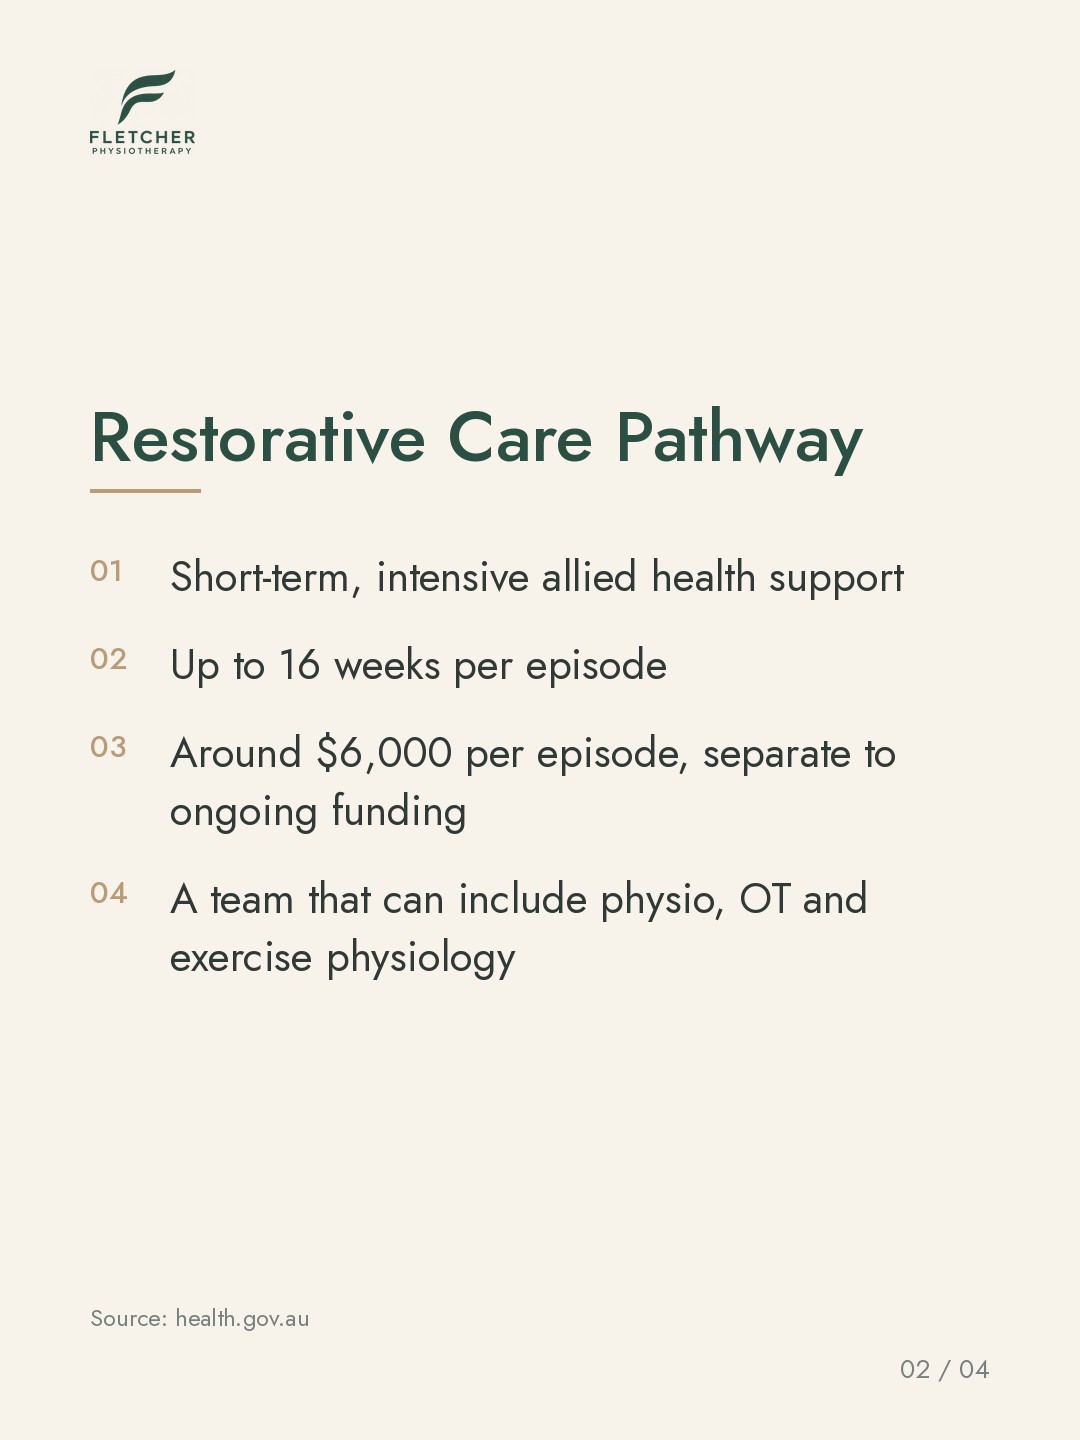 FLETCHER
PHYSIOTHERAPY
Restorative Care Pathway
01 Short-term, intensive allied health support
02 Up to 16 weeks per episode
03 Around $6,000 per episode, separate to
ongoing funding
04 A team that can include physio, OT and
exercise physiology
Source: health.gov.au
02 / 04